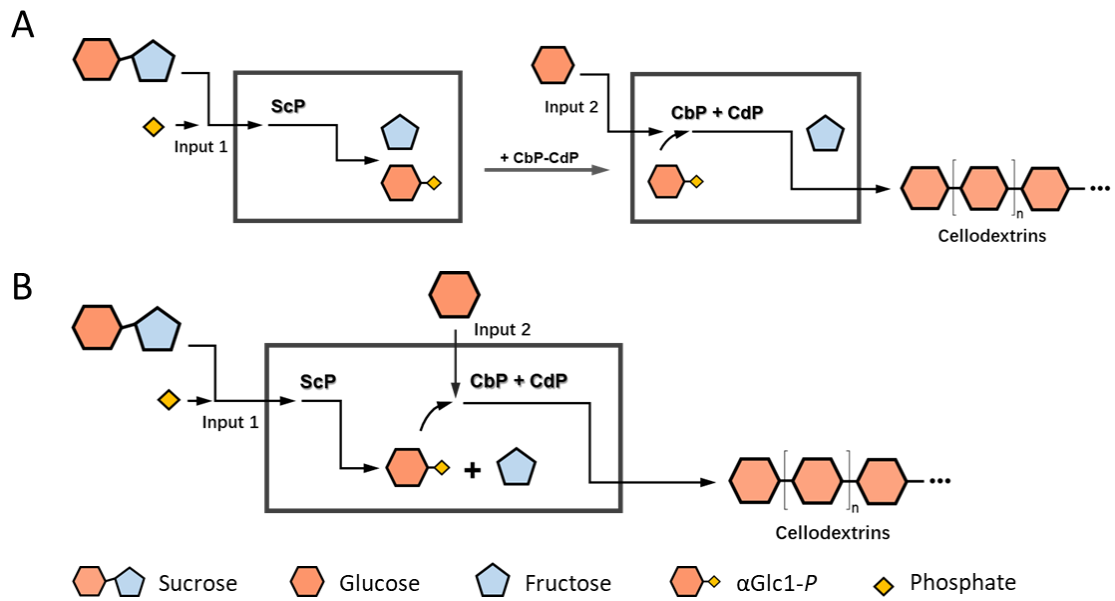 A
ScP
Input 1
+ CbP-CdP
Input 2
CbP + CdP
n
...
Cellodextrins
B
Input 2
ScP
CbP + CdP
Input 1
+
n
...
Cellodextrins
Sucrose
Glucose
Fructose
αGlc1-P
Phosphate